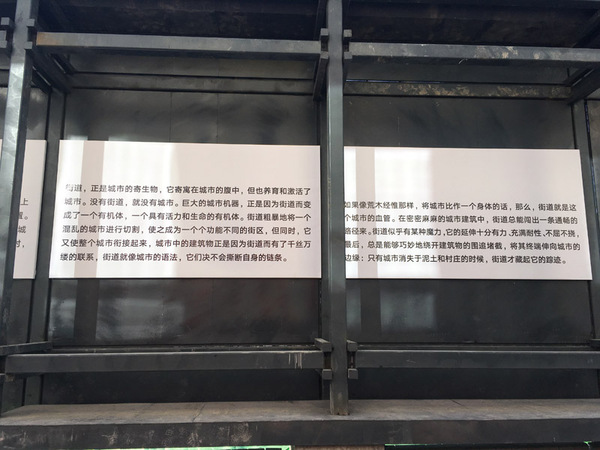 上
置。
城
时
街道，正是城市的寄生物，它寄寓在城市的腹中，但也养育和激活了
城市。没有街道，就没有城市。巨大的城市机器，正是因为街道而变
成了一个有机体，一个具有活力和生命的有机体。街道粗暴地将一个
混乱的城市进行切割，使之成为一个个功能不同的街区，但同时，它
又使整个城市衔接起来，城市中的建筑物正是因为街道而有了千丝万
缕的联系，街道就像城市的语法，它们决不会撕断自身的链条。
如果像荒木经惟那样，将城市比作一个身体的话，那么，街道就是这
个城市的血管。在密密麻麻的城市建筑中，街道总能闯出一条通畅的
路径来。街道似乎有某种魔力，它的延伸十分有力、充满耐性、不屈不挠，
最后，总是能够巧妙地绕开建筑物的围追堵截，将其终端伸向城市的
边缘：只有城市消失于泥土和村庄的时候，街道才藏起它的踪迹。